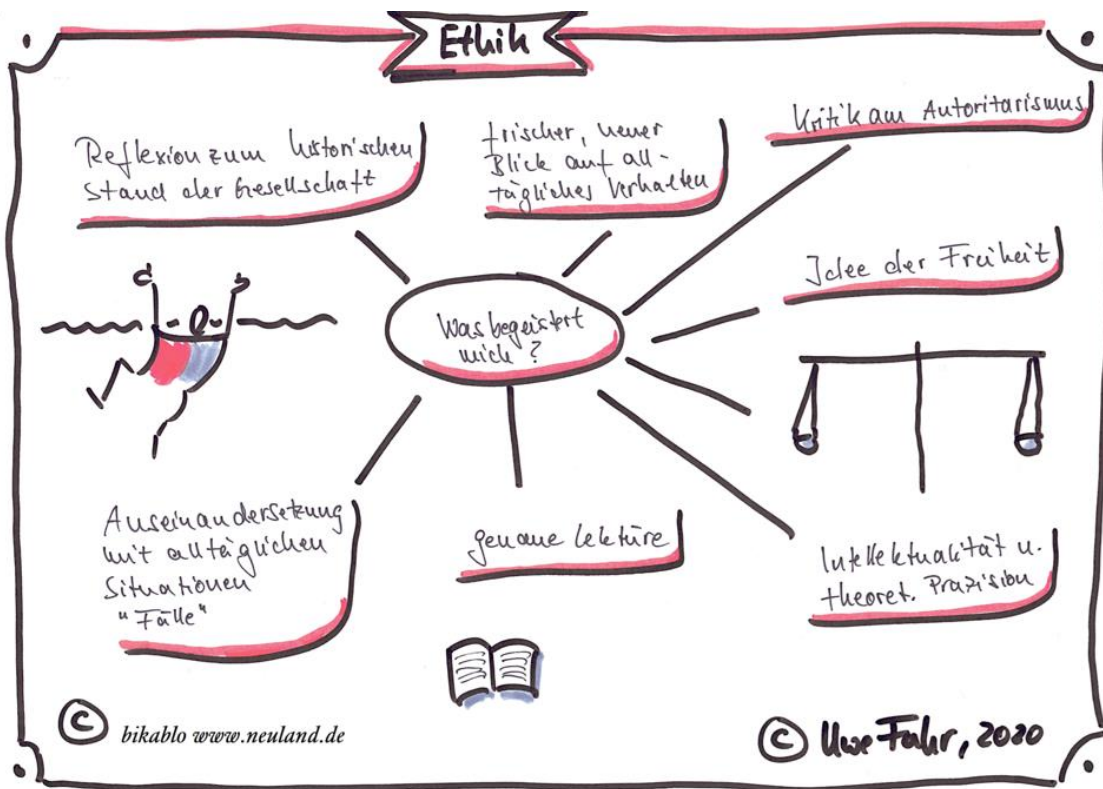 Ethik
Reflexion zum historischen
Stand der Gesellschaft
frischer, neuer
Blick auf all-
tägliches Verhalten
Kritik am Autoritarismus
Idee der Freiheit
Was begeistert
mich?
Auseinandersetzung
mit alltäglichen
Situationen
"Fälle"
genaue Lektüre
Intellektualität u.
theoret. Präzision
© bikablo www.neuland.de
© Uwe Fahr, 2020